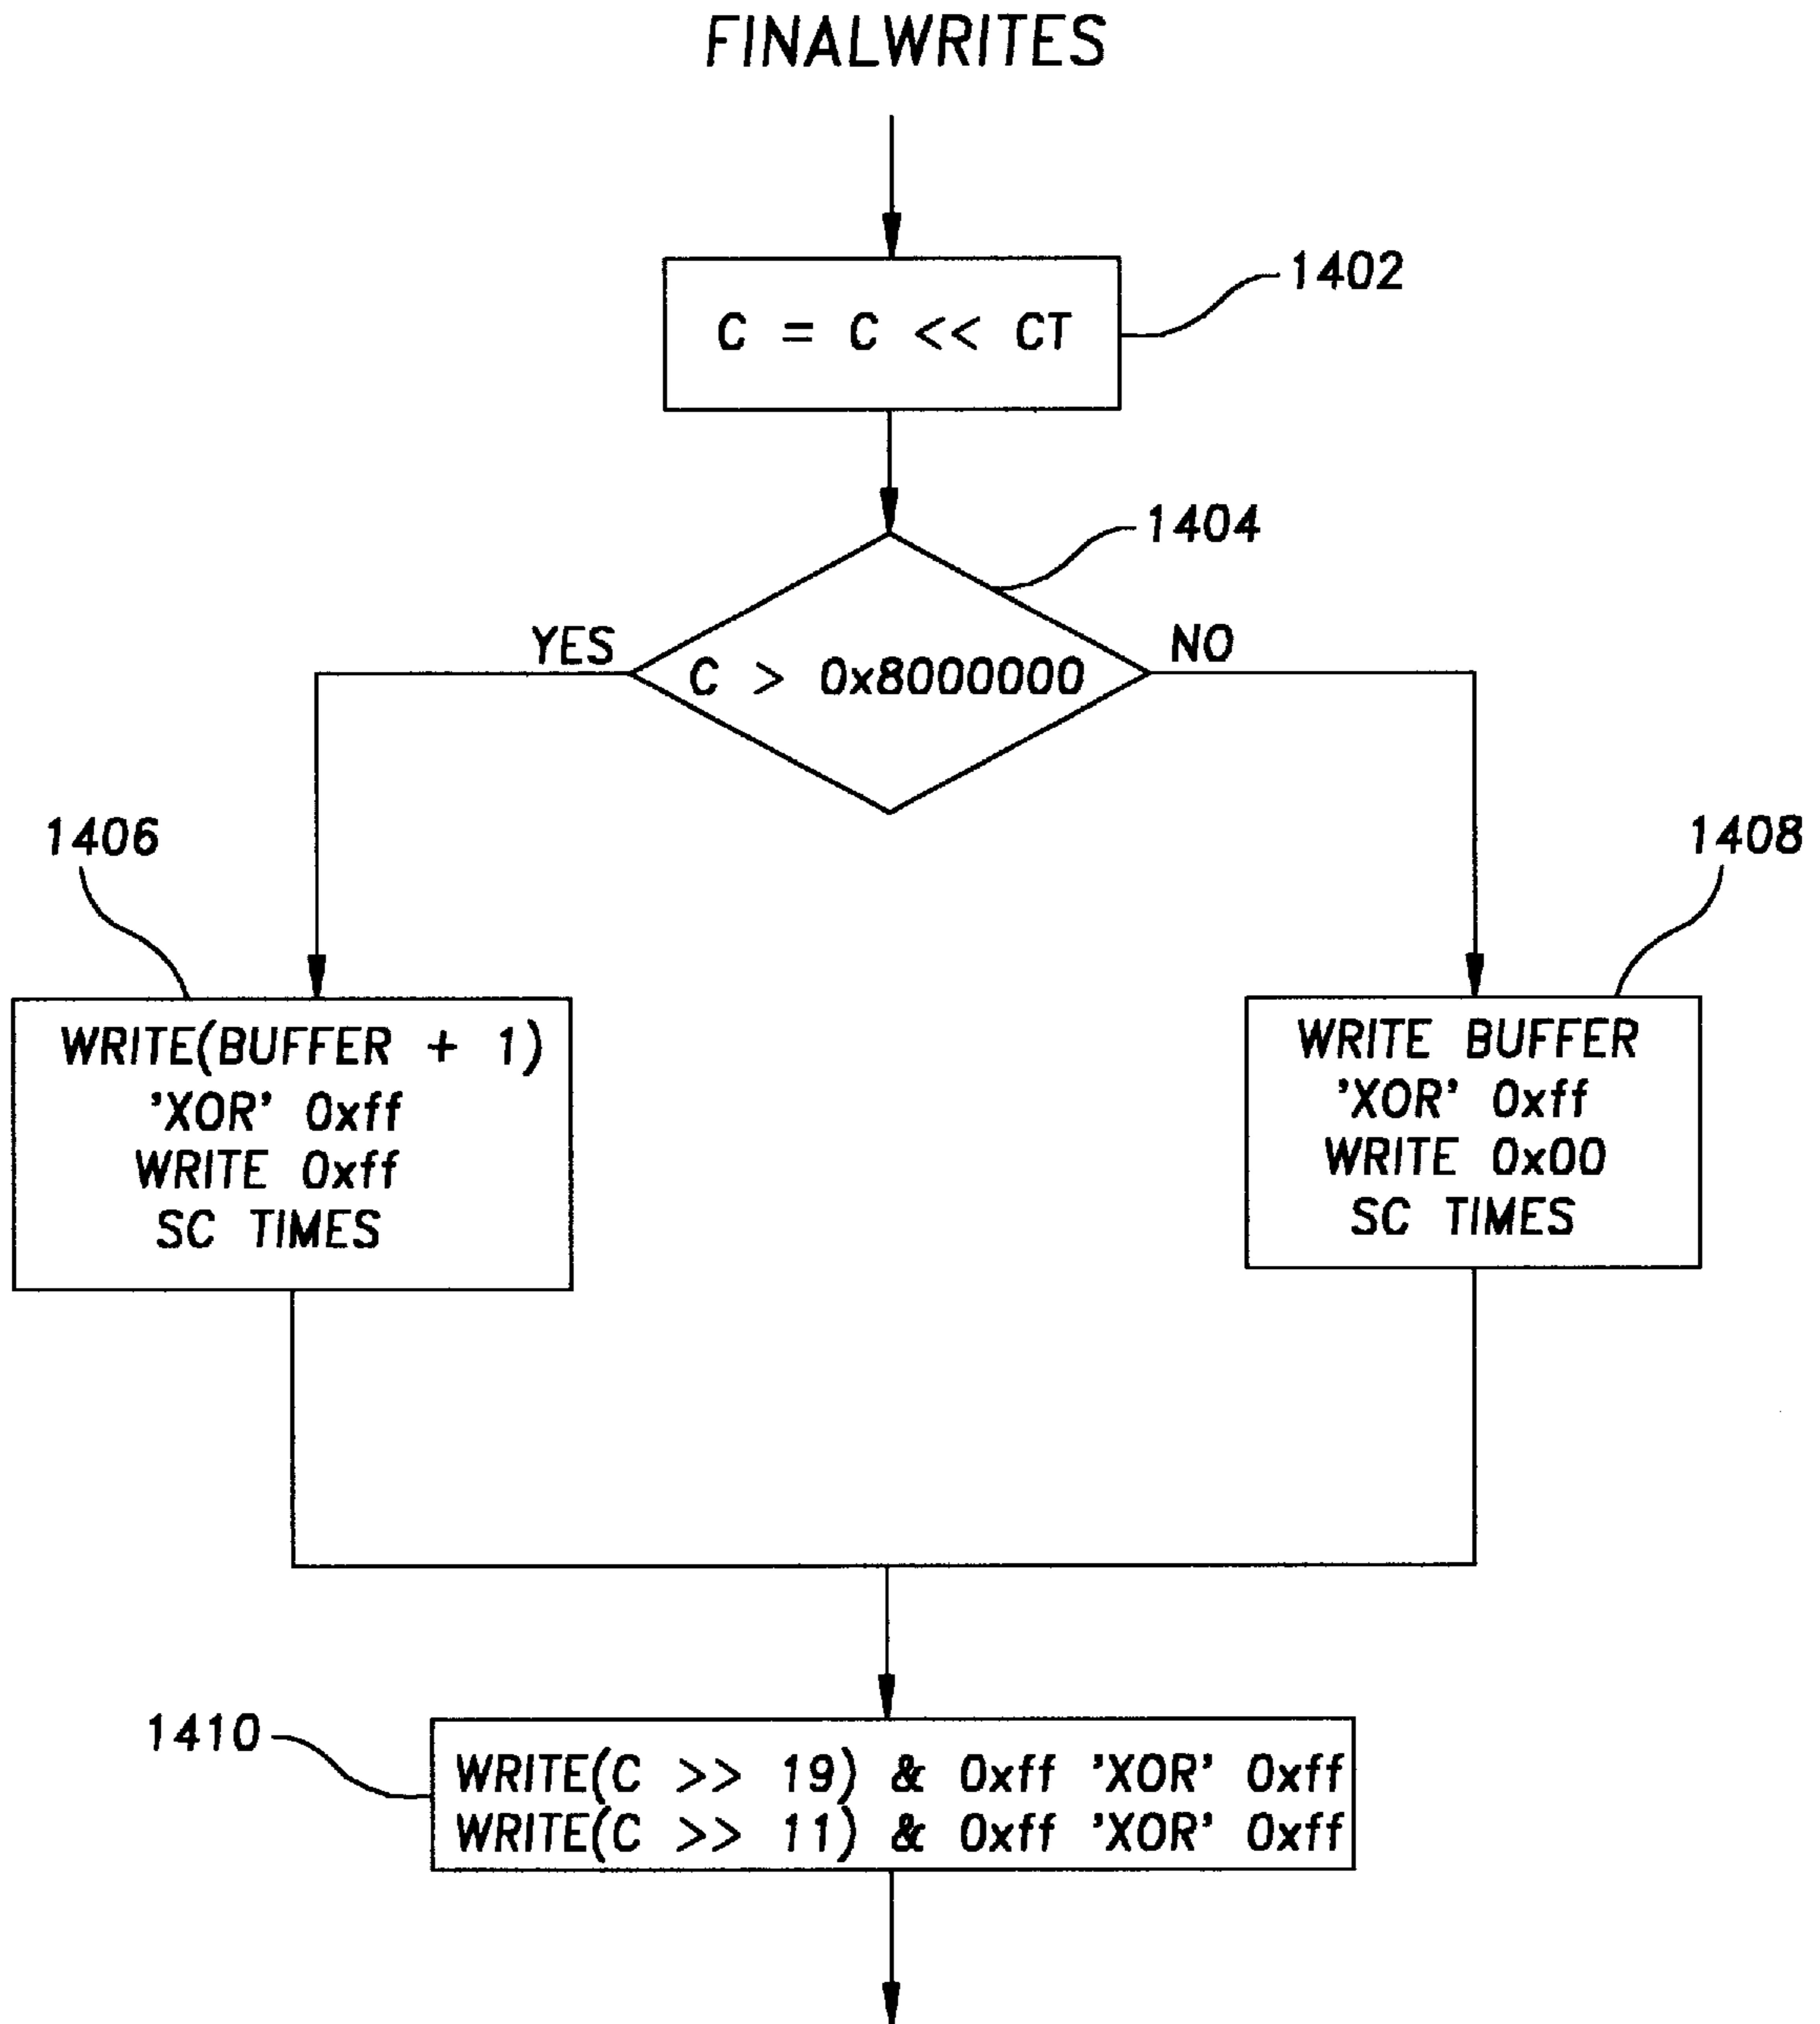 FINALWRITES
1402
C = C << CT
1404
YES
NO
C > 0x8000000
1406
1408
WRITE(BUFFER + 1)
'XOR' 0xff
WRITE 0xff
SC TIMES
WRITE BUFFER
'XOR' 0xff
WRITE 0x00
SC TIMES
1410
WRITE(C >> 19) & 0xff 'XOR' 0xff
WRITE(C >> 11) & 0xff 'XOR' 0xff